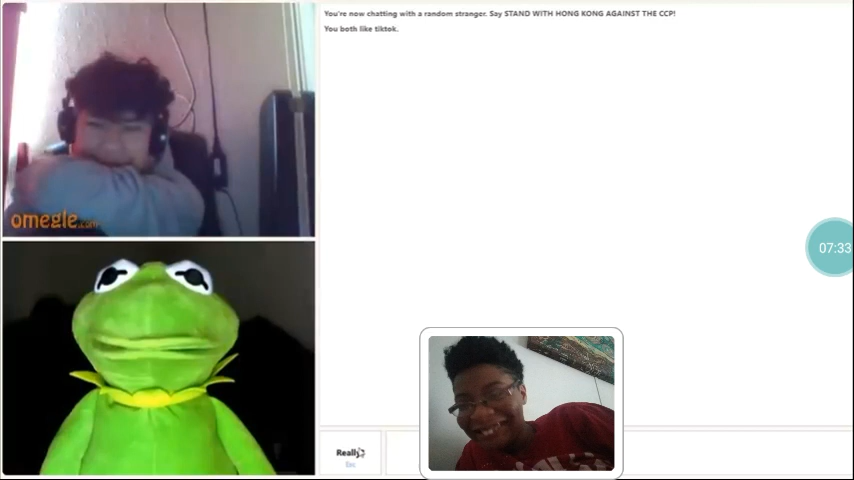 You're now chatting with a random stranger. Say STAND WITH HONG KONG AGAINST THE CCP!
You both like tiktok.
omegle.com
07:33
Really?
Esc